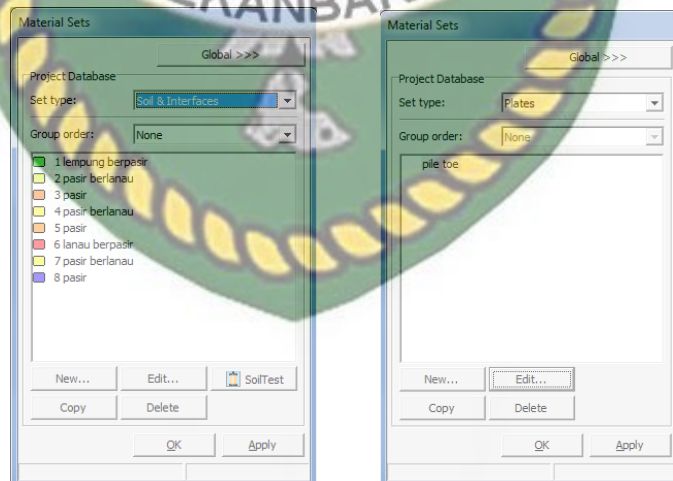 KANBAR
Material Sets
Global >>>
Project Database
Set type: Soil & Interfaces
Group order: None
1 lempung berpasir
2 pasir berlanau
3 pasir
4 pasir berlanau
5 pasir
6 lanau berpasir
7 pasir berlanau
8 pasir
New... Edit... SoilTest
Copy Delete
OK Apply
Material Sets
Global >>>
Project Database
Set type: Plates
Group order: None
pile toe
New... Edit...
Copy Delete
OK Apply